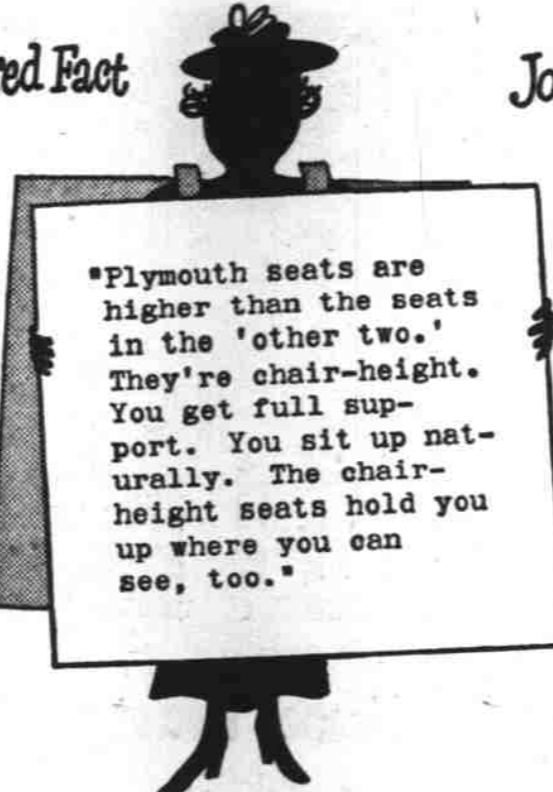 red Fact
Jo
"Plymouth seats are
higher than the seats
in the 'other two.'
They're chair-height.
You get full sup-
port. You sit up nat-
urally. The chair-
height seats hold you
up where you can
see, too."